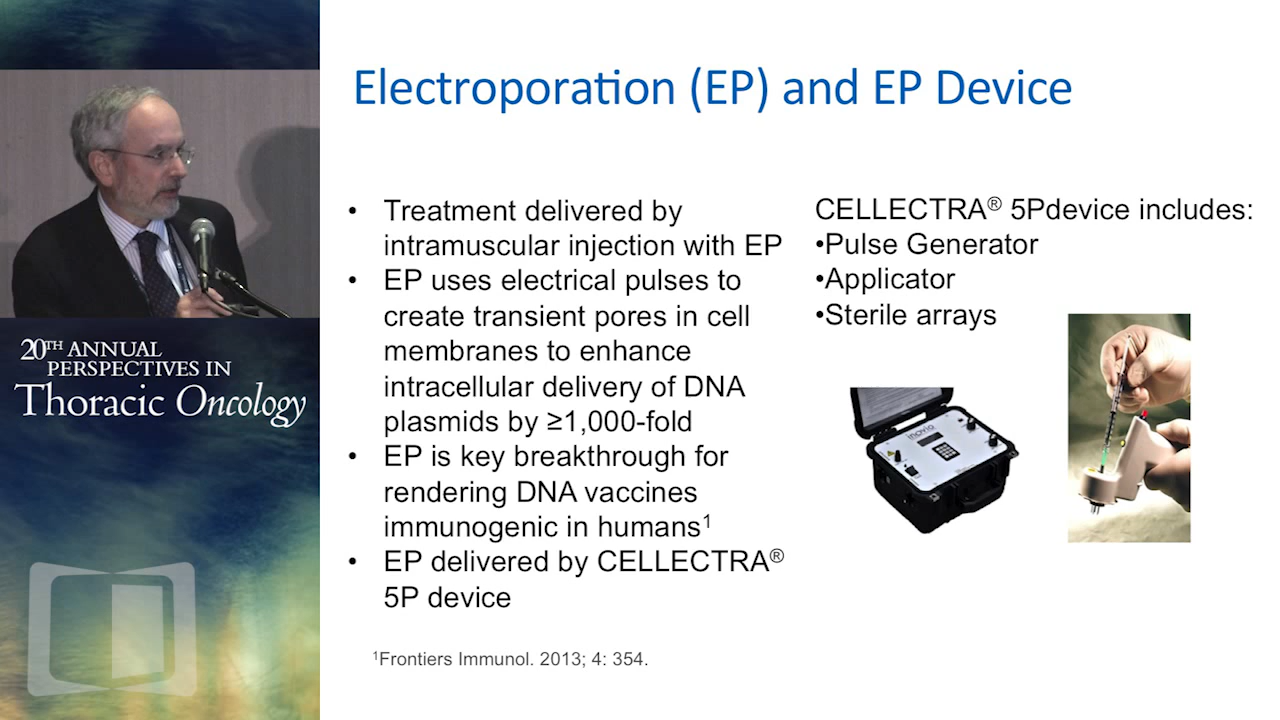 Electroporation (EP) and EP Device
• Treatment delivered by
intramuscular injection with EP
• EP uses electrical pulses to
create transient pores in cell
membranes to enhance
intracellular delivery of DNA
plasmids by ≥1,000-fold
• EP is key breakthrough for
rendering DNA vaccines
immunogenic in humans¹
• EP delivered by CELLECTRA®
5P device
¹Frontiers Immunol. 2013; 4: 354.
CELLECTRA® 5Pdevice includes:
•Pulse Generator
•Applicator
•Sterile arrays
inovio
20TH ANNUAL
PERSPECTIVES IN
Thoracic Oncology